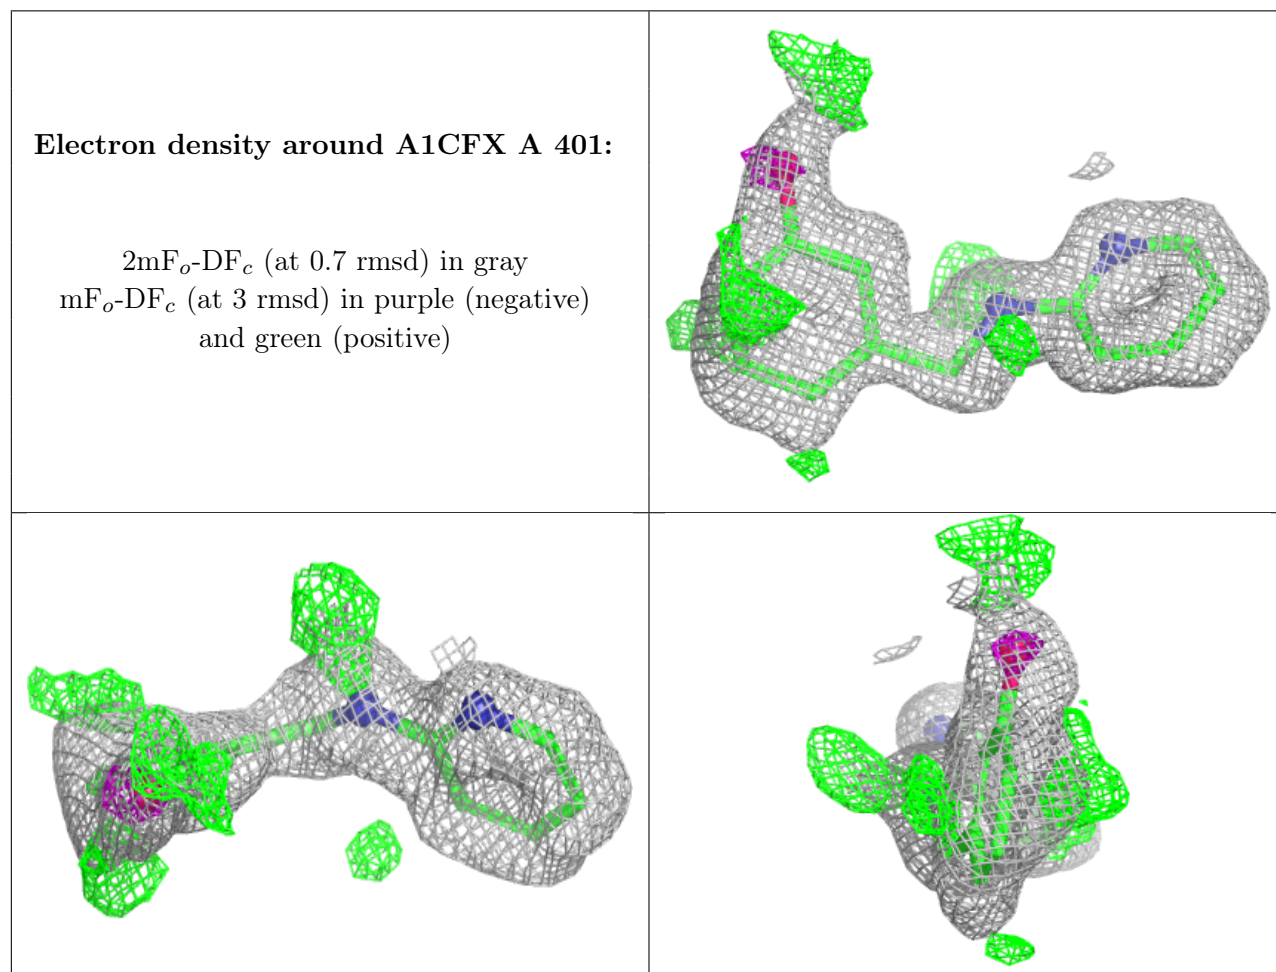 Electron density around A1CFX A 401:
2mFo-DFc (at 0.7 rmsd) in gray
mFo-DFc (at 3 rmsd) in purple (negative)
and green (positive)